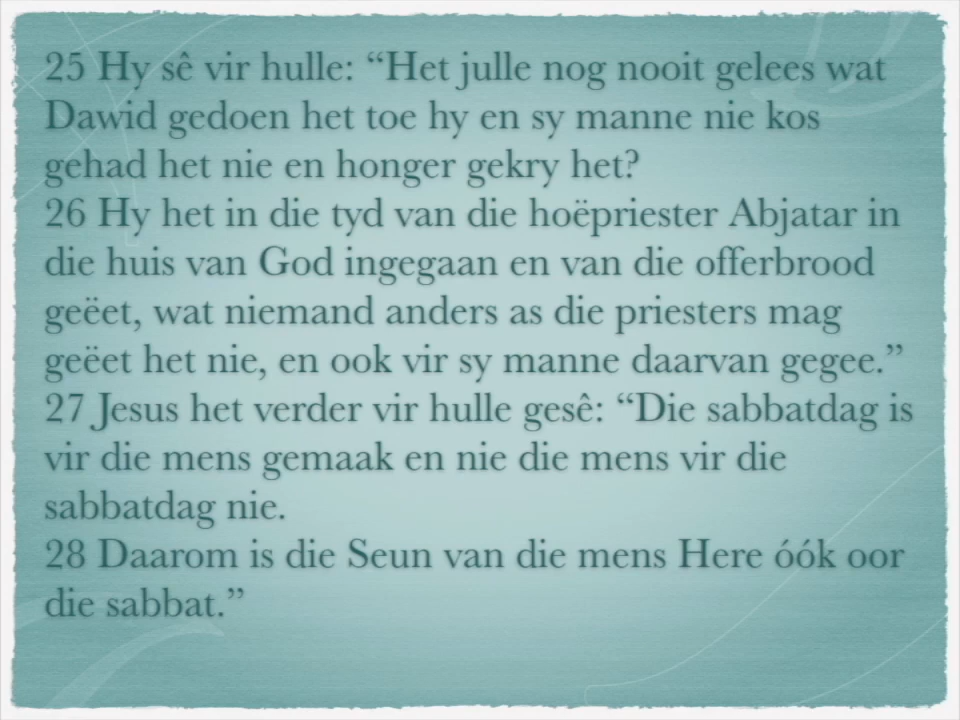 25 Hy sê vir hulle: “Het julle nog nooit gelees wat
Dawid gedoen het toe hy en sy manne nie kos
gehad het nie en honger gekry het?
26 Hy het in die tyd van die hoëpriester Abjatar in
die huis van God ingegaan en van die offerbrood
geëet, wat niemand anders as die priesters mag
geëet het nie, en ook vir sy manne daarvan gegee.”
27 Jesus het verder vir hulle gesê: “Die sabbatdag is
vir die mens gemaak en nie die mens vir die
sabbatdag nie.
28 Daarom is die Seun van die mens Here óók oor
die sabbat.”